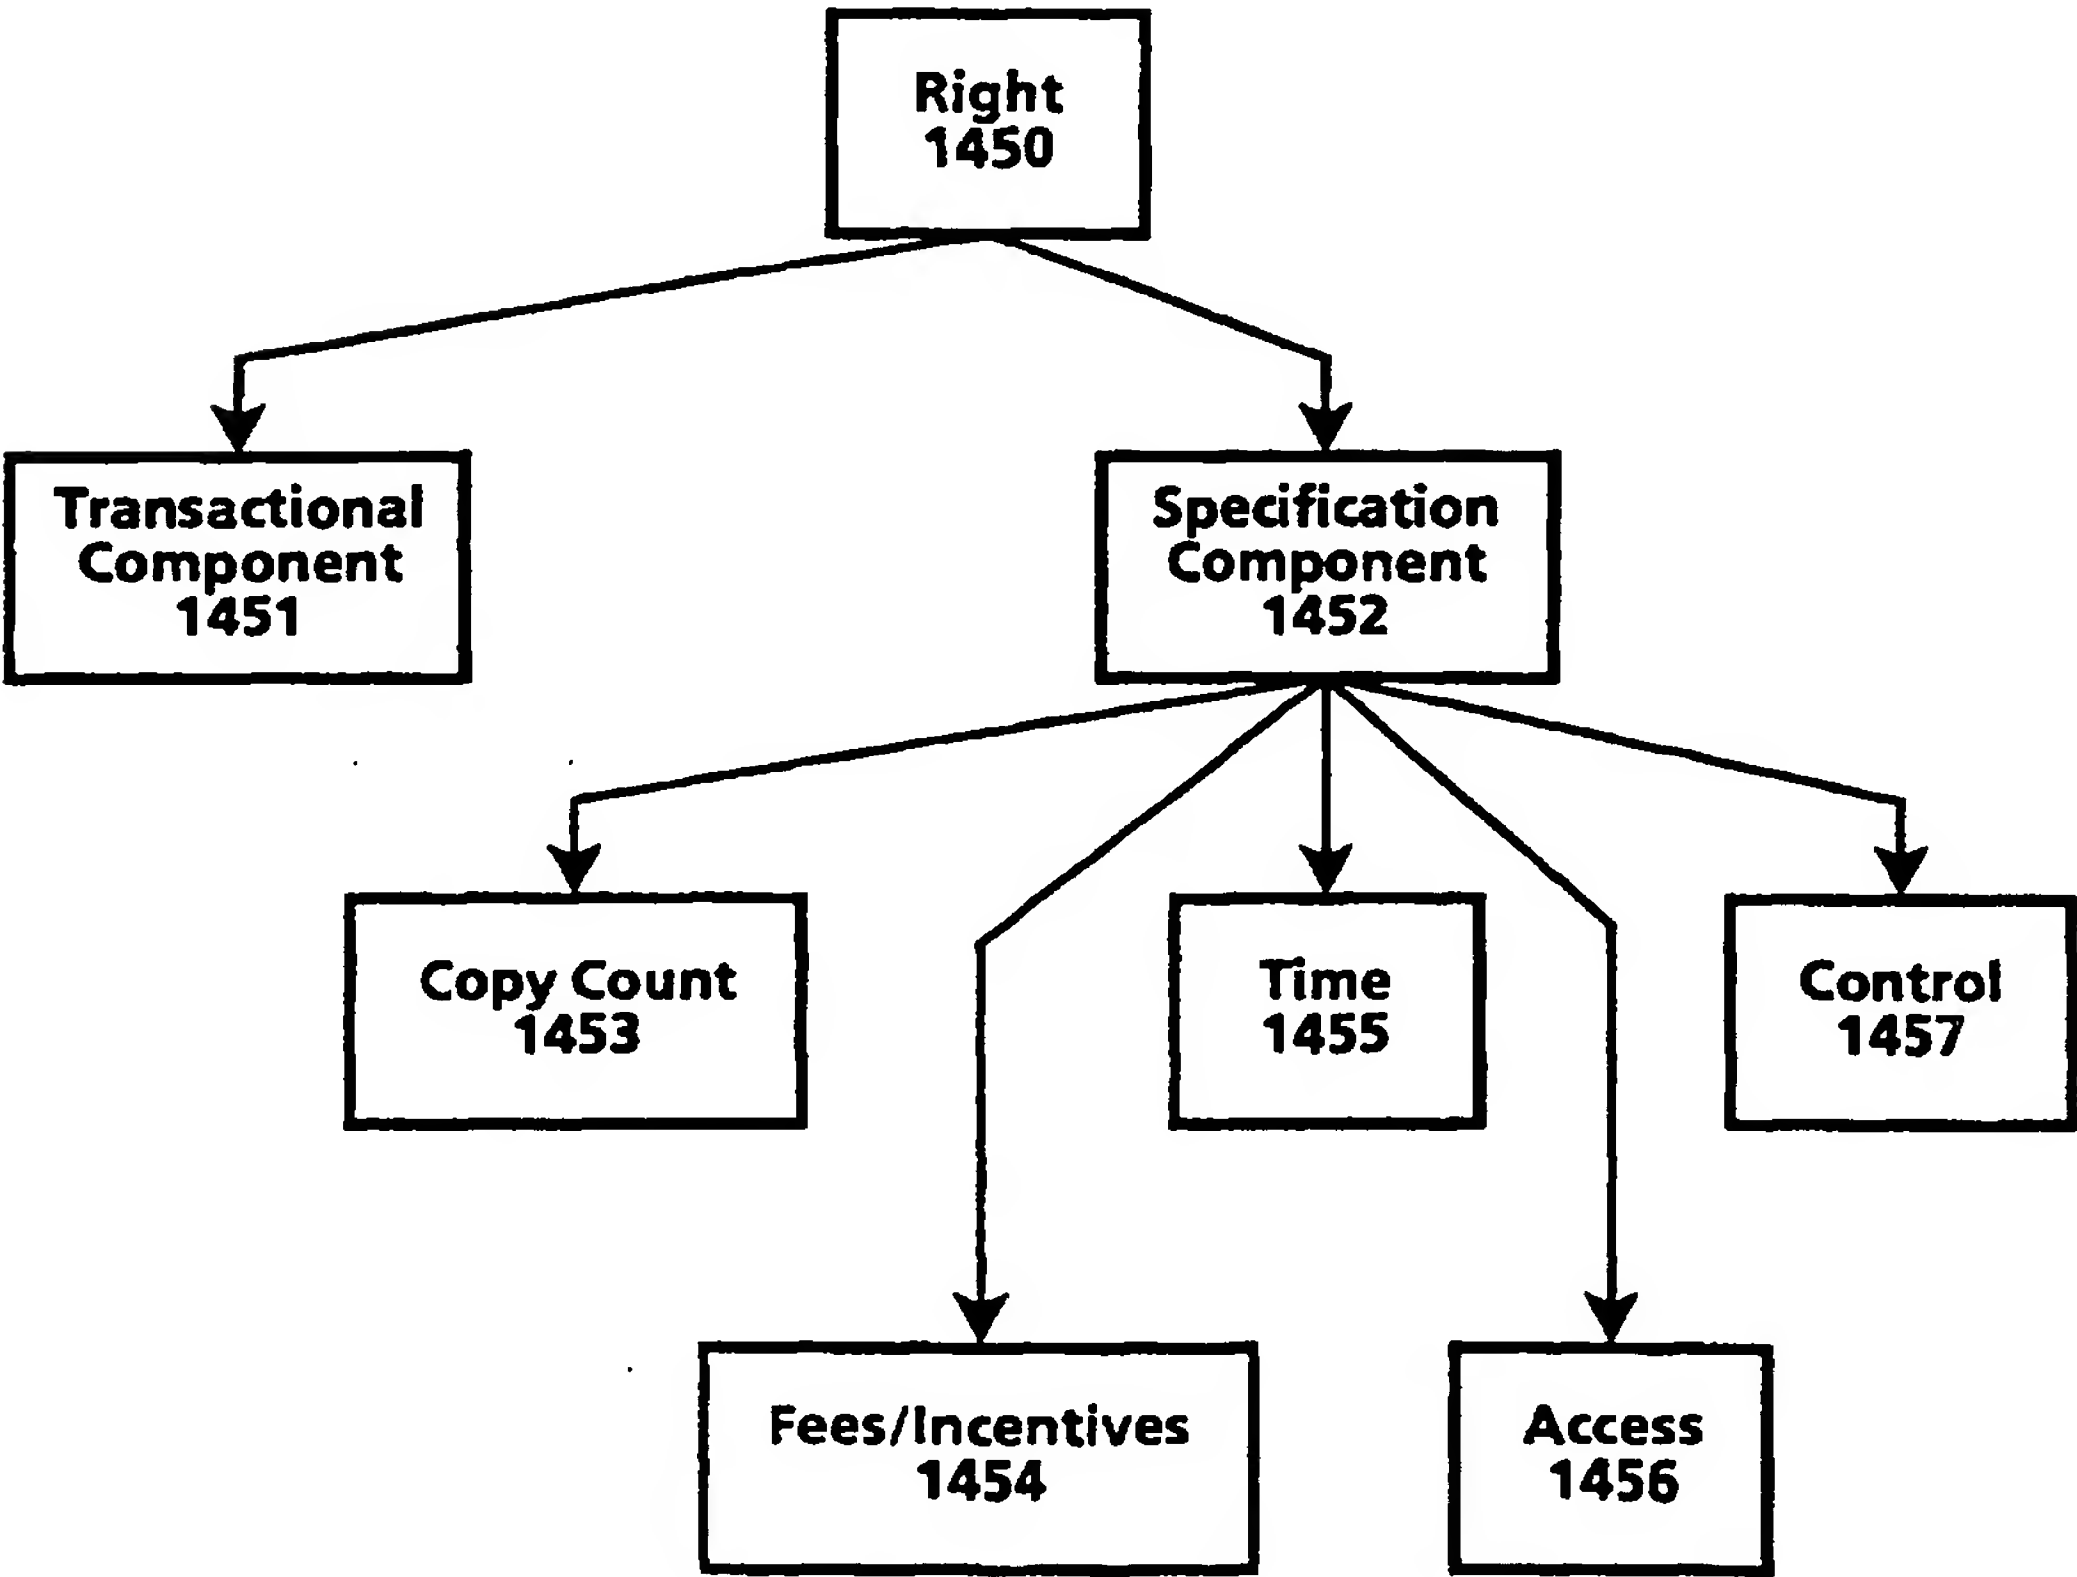 Right
1450
Transactional
Component
1451
Specification
Component
1452
Copy Count
1453
Time
1455
Control
1457
Fees/Incentives
1454
Access
1456